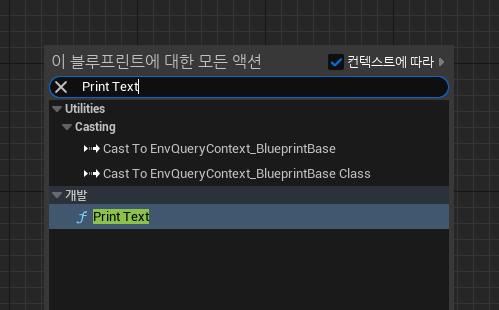 이 블루프린트에 대한 모든 액션 컨텍스트에 따라
Print Text
Utilities
Casting
Cast To EnvQueryContext_BlueprintBase
Cast To EnvQueryContext_BlueprintBase Class
개발
f Print Text